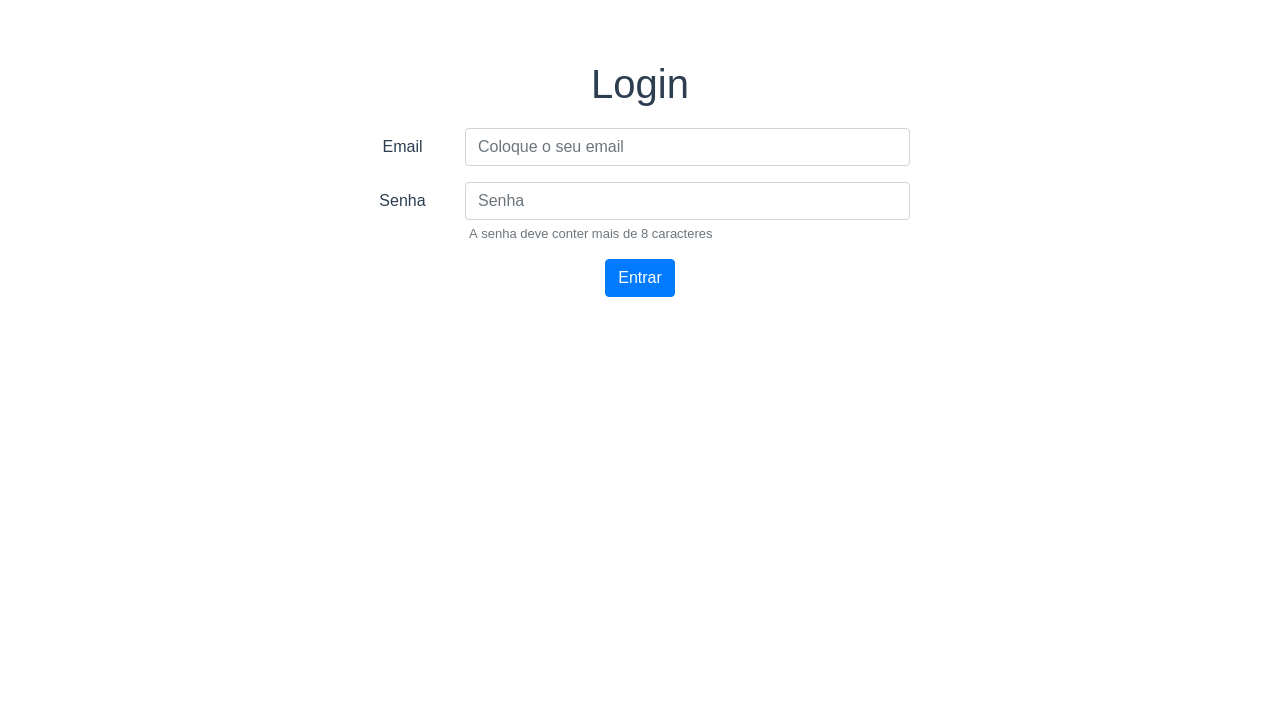 Login
Email
Coloque o seu email
Senha
Senha
A senha deve conter mais de 8 caracteres
Entrar